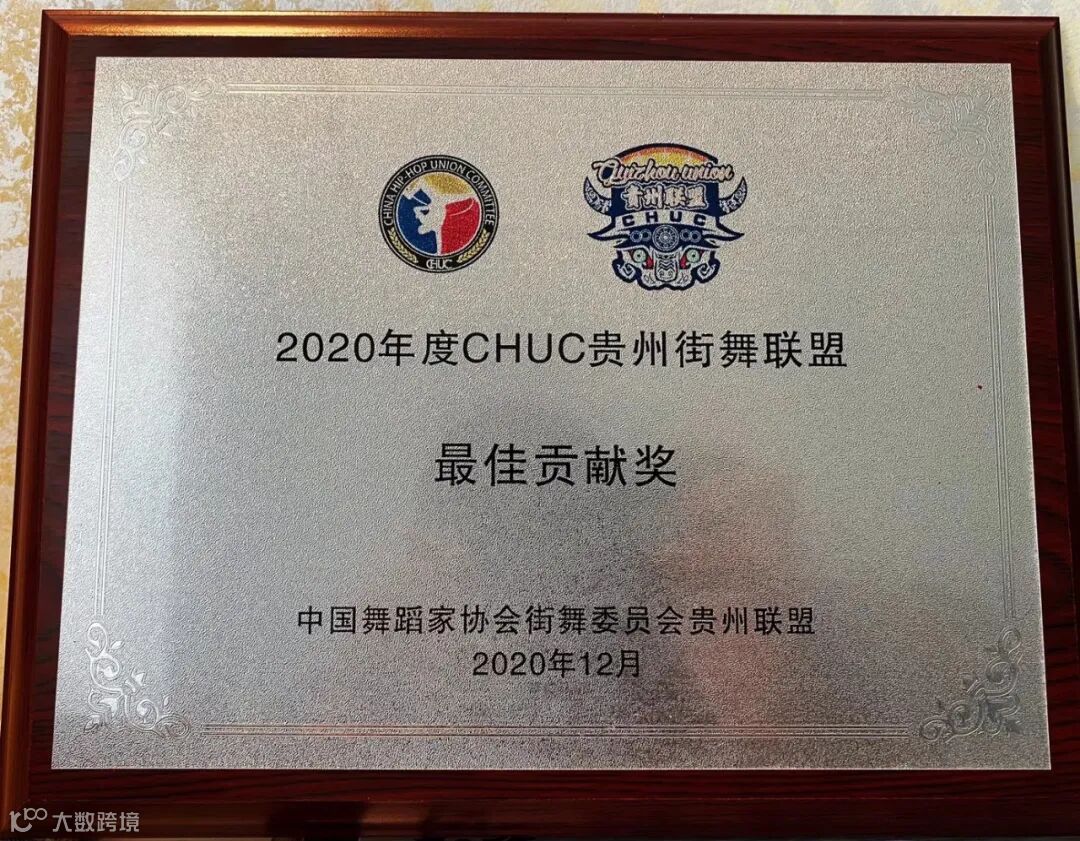 CHINA HIP-HOP UNION COMMITTEE
CHUC
Guizhou union
贵州联盟
CHUC
2020年度CHUC贵州街舞联盟
最佳贡献奖
中国舞蹈家协会街舞委员会贵州联盟
2020年12月
大数跨境